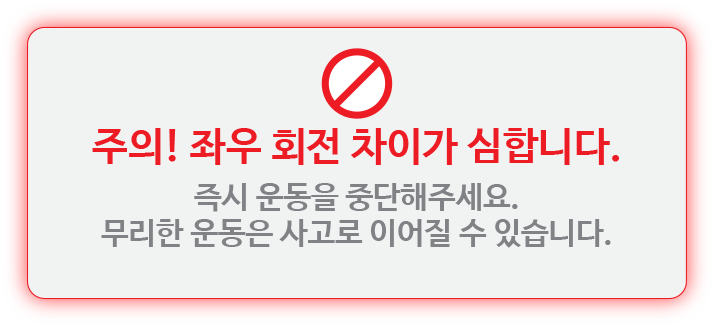 주의! 좌우 회전 차이가 심합니다.
즉시 운동을 중단해주세요.
무리한 운동은 사고로 이어질 수 있습니다.